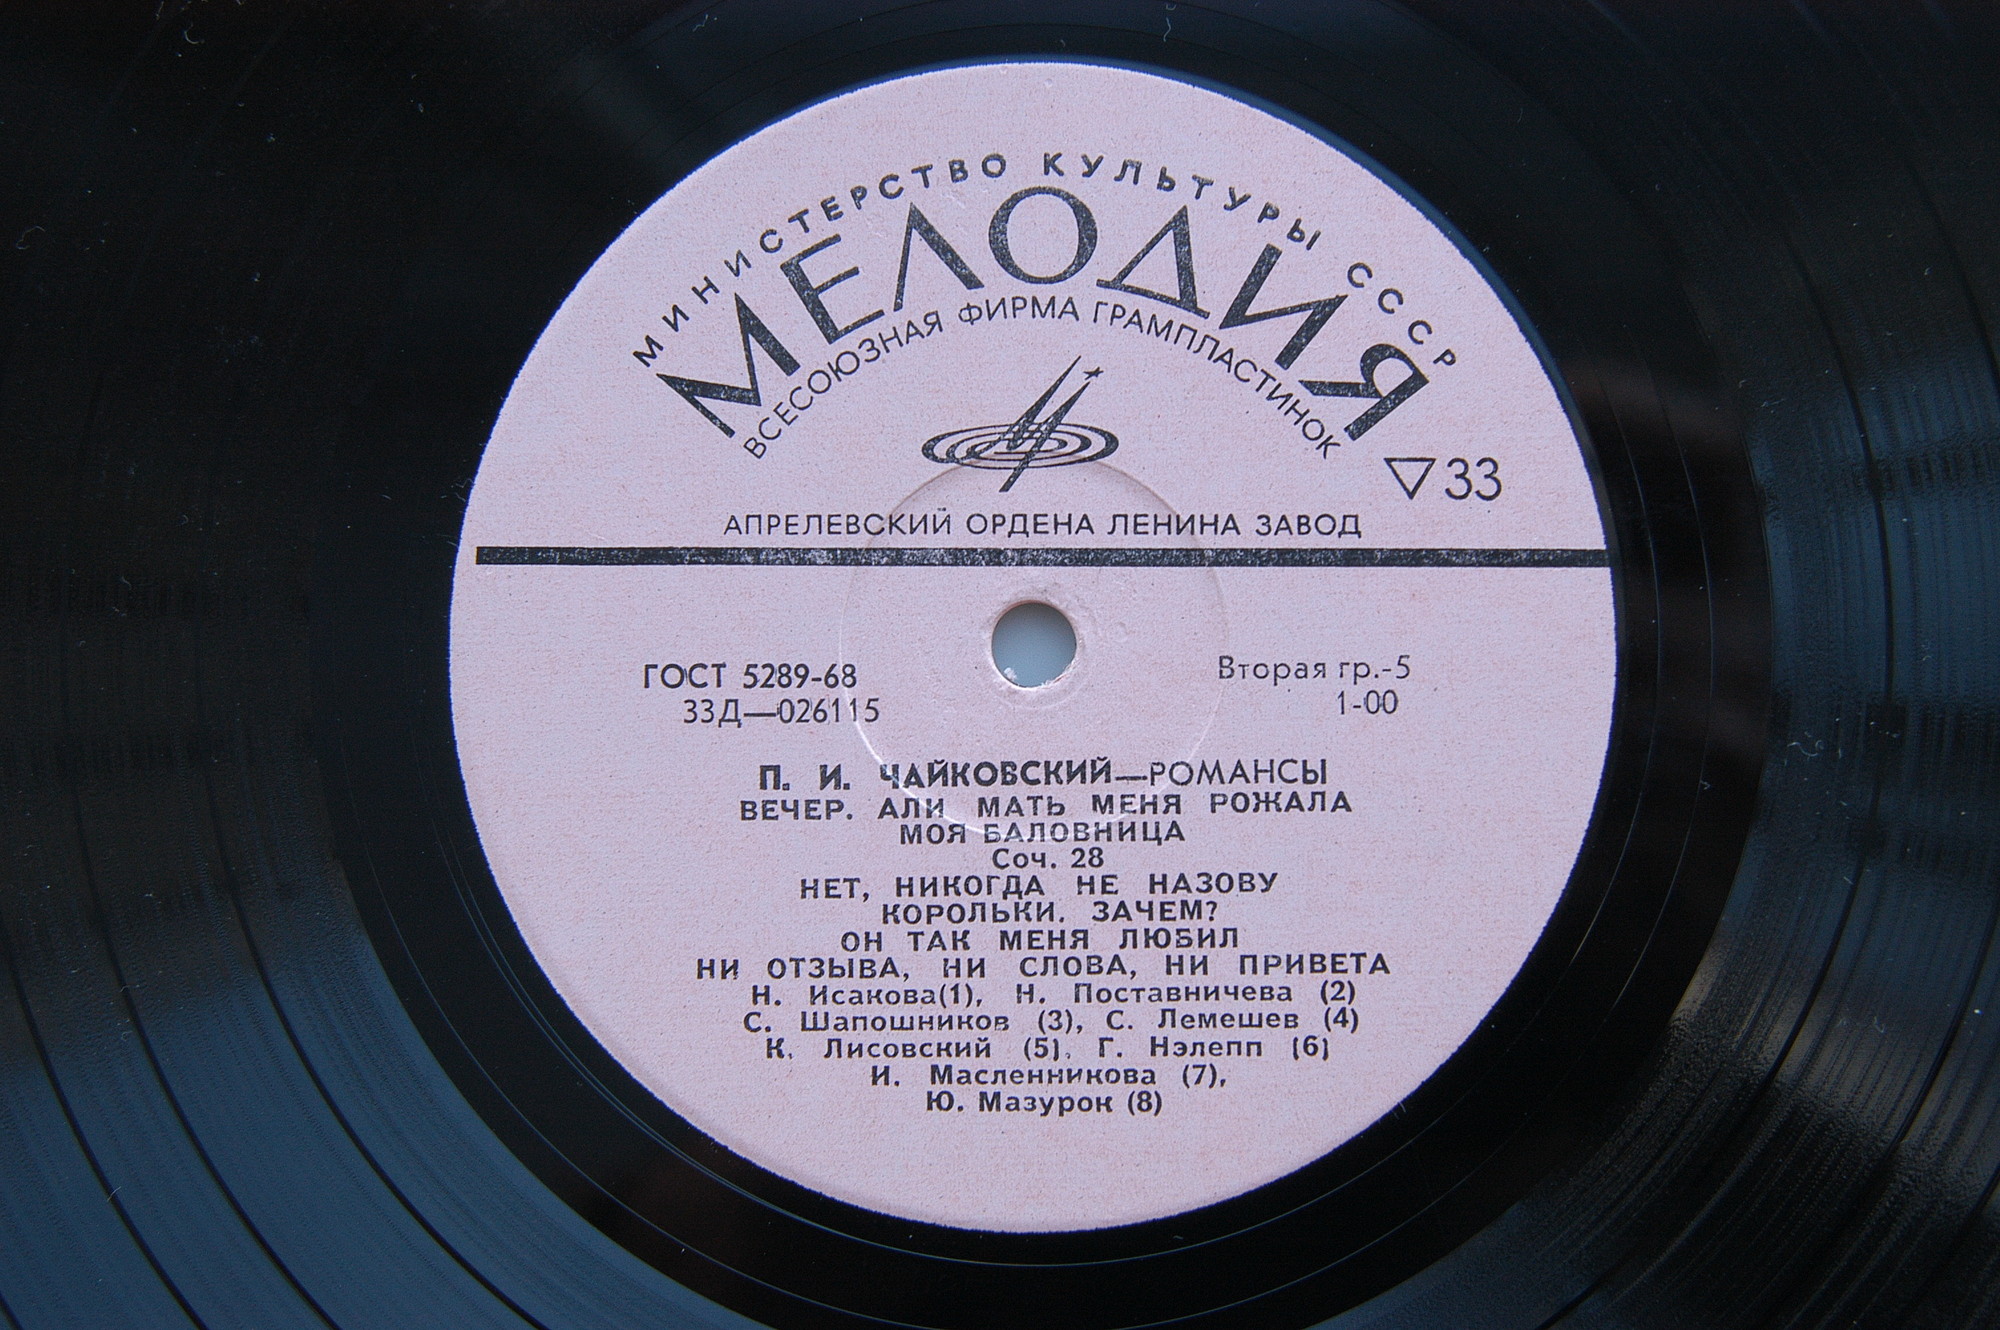 МИНИСТЕРСТВО КУЛЬТУРЫ СССР
МЕЛОДИЯ
ВСЕСОЮЗНАЯ ФИРМА ГРАМПЛАСТИНОК
▽33
АПРЕЛЕВСКИЙ ОРДЕНА ЛЕНИНА ЗАВОД
ГОСТ 5289-68
Вторая гр.-5
33Д—026115
1-00
П. И. ЧАЙКОВСКИЙ—РОМАНСЫ
ВЕЧЕР. АЛИ МАТЬ МЕНЯ РОЖАЛА
МОЯ БАЛОВНИЦА
Соч. 28
НЕТ, НИКОГДА НЕ НАЗОВУ
КОРОЛЬКИ. ЗАЧЕМ?
ОН ТАК МЕНЯ ЛЮБИЛ
НИ ОТЗЫВА, НИ СЛОВА, НИ ПРИВЕТА
Н. Исакова(1), Н. Поставничева (2)
С. Шапошников (3), С. Лемешев (4)
К. Лисовский (5), Г. Нэлепп (6)
И. Масленникова (7),
Ю. Мазурок (8)